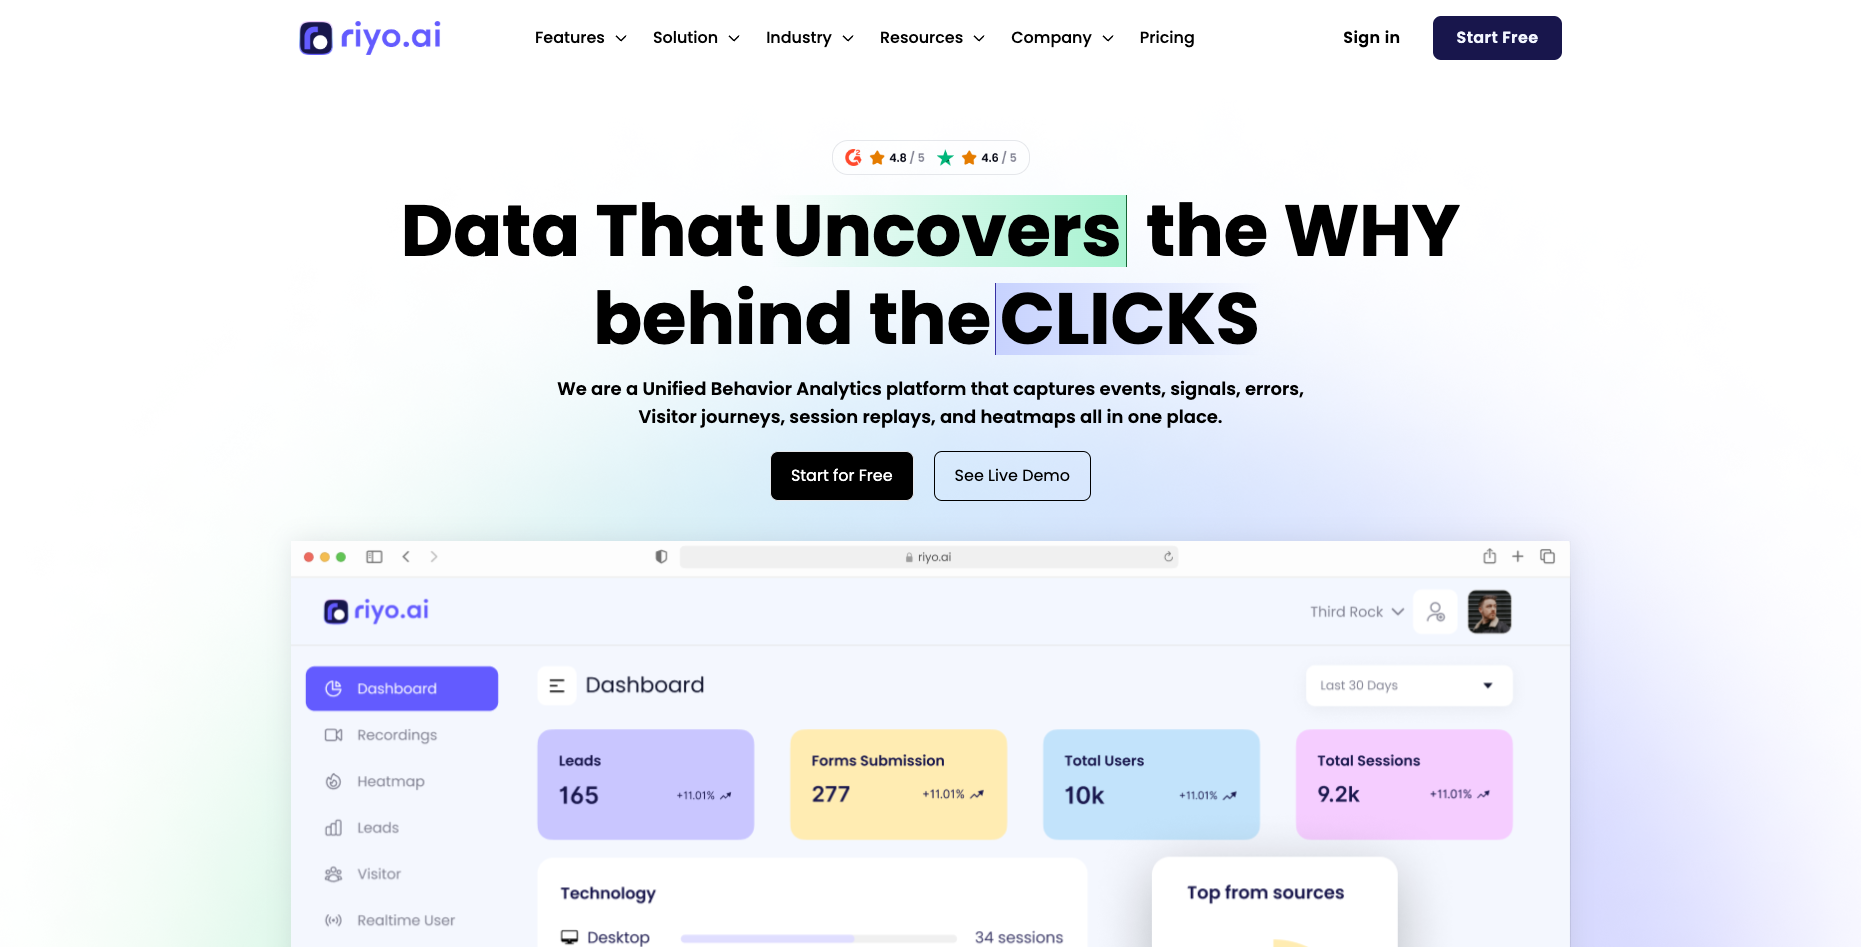 riyo.ai
Features
Solution
Industry
Resources
Company
Pricing
Sign in
Start Free
4.8 / 5
4.6 / 5
Data That Uncovers the WHY
behind the CLICKS
We are a Unified Behavior Analytics platform that captures events, signals, errors,
Visitor journeys, session replays, and heatmaps all in one place.
Start for Free
See Live Demo
riyo.ai
riyo.ai
Third Rock
Dashboard
Recordings
Heatmap
Leads
Visitor
Realtime User
Dashboard
Last 30 Days
Leads
165
+11.01%
Forms Submission
277
+11.01%
Total Users
10k
+11.01%
Total Sessions
9.2k
+11.01%
Technology
Desktop
34 sessions
Top from sources